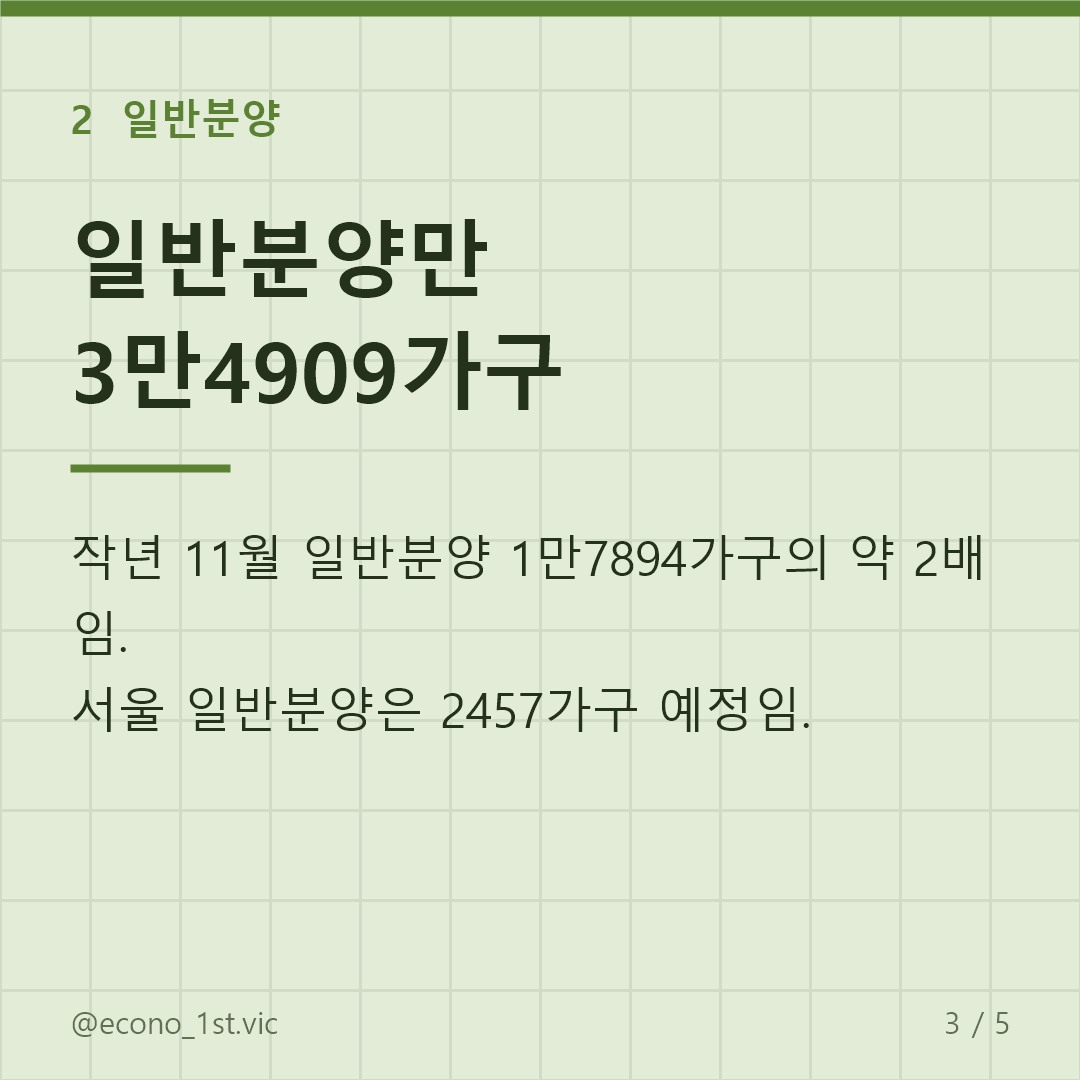 2 일반분양
일반분양만
3만4909가구
작년 11월 일반분양 1만7894가구의 약 2배
임.
서울 일반분양은 2457가구 예정임.
@econo_1st.vic
3 / 5